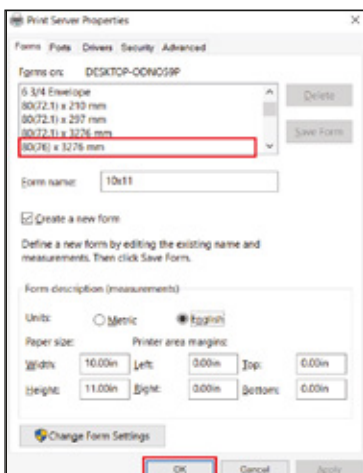 Print Server Properties
Forms Ports Drivers Security Advanced
Forms on: DESKTOP-ODNOS9P
6 3/4 Envelope
80(72.1) x 210 mm
80(72.1) x 297 mm
80(72.1) x 3276 mm
80(76) x 3276 mm
Delete
Save Form
Form name: 10x11
Create a new form
Define a new form by editing the existing name and
measurements. Then click Save Form.
Form description (measurements)
Units: Metric English
Paper size: Printer area margins:
Width: 10.00in Left: 0.00in Top: 0.00in
Height: 11.00in Right: 0.00in Bottom: 0.00in
Change Form Settings
OK Cancel Apply